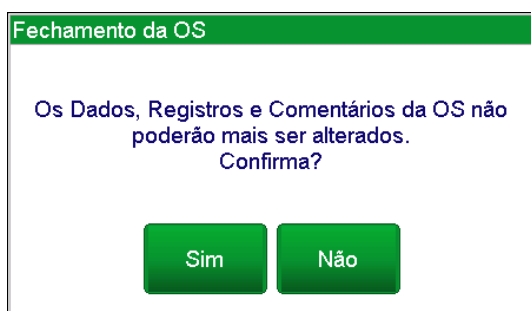 Fechamento da OS
Os Dados, Registros e Comentários da OS não
poderão mais ser alterados.
Confirma?
Sim
Não